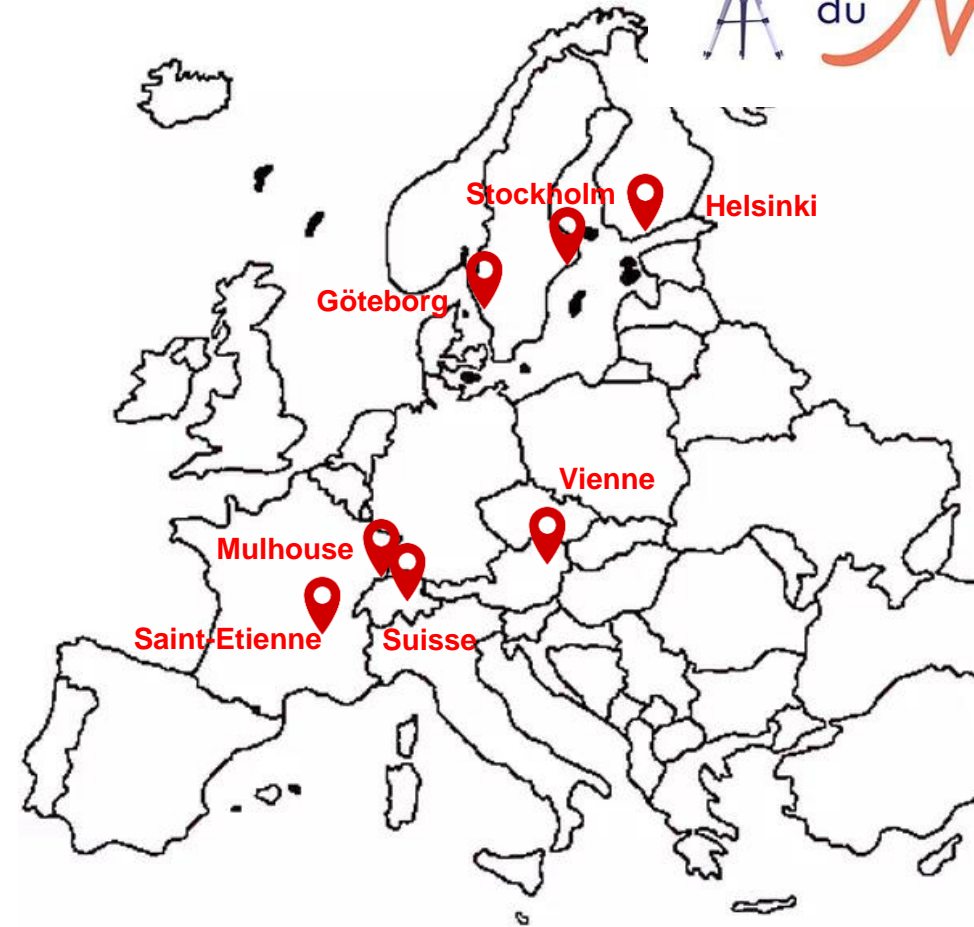 du
Stockholm
Helsinki
Göteborg
Vienne
Mulhouse
Saint-Etienne
Suisse